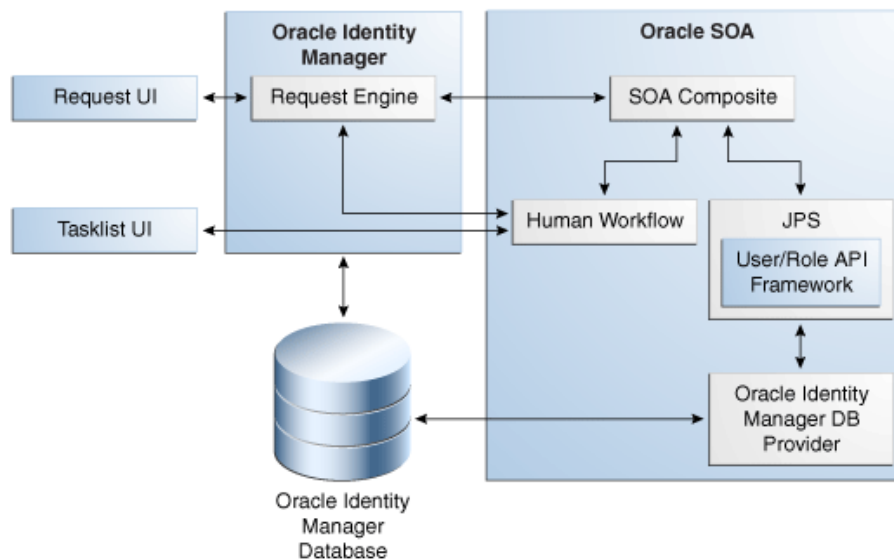 Oracle Identity
Manager
Oracle SOA
Request UI
Request Engine
SOA Composite
Tasklist UI
Human Workflow
JPS
User/Role API
Framework
Oracle Identity
Manager DB
Provider
Oracle Identity
Manager
Database